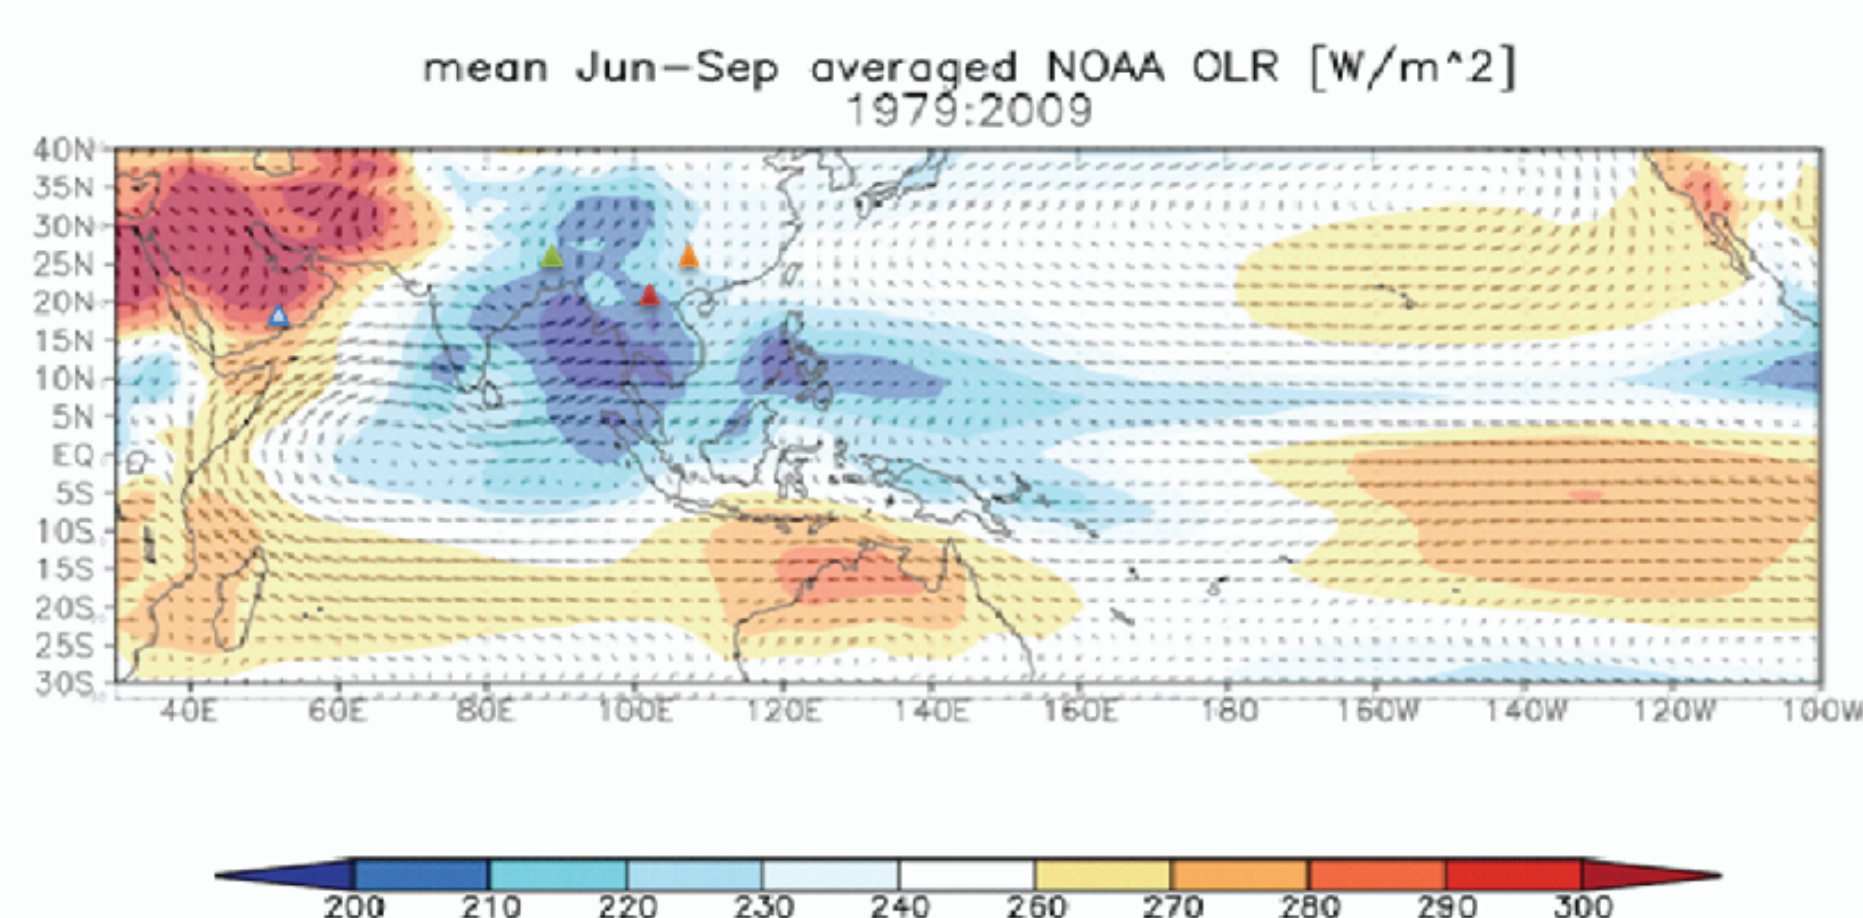 mean Jun-Sep averaged NOAA OLR [W/m^2]
1979:2009
40N
35N
30N
25N
20N
15N
10N
5N
EQ
5S
10S
15S
20S
25S
30S
40E 60E 80E 100E 120E 140E 160E 180 160W 140W 120W 100W
200 210 220 230 240 260 270 280 290 300